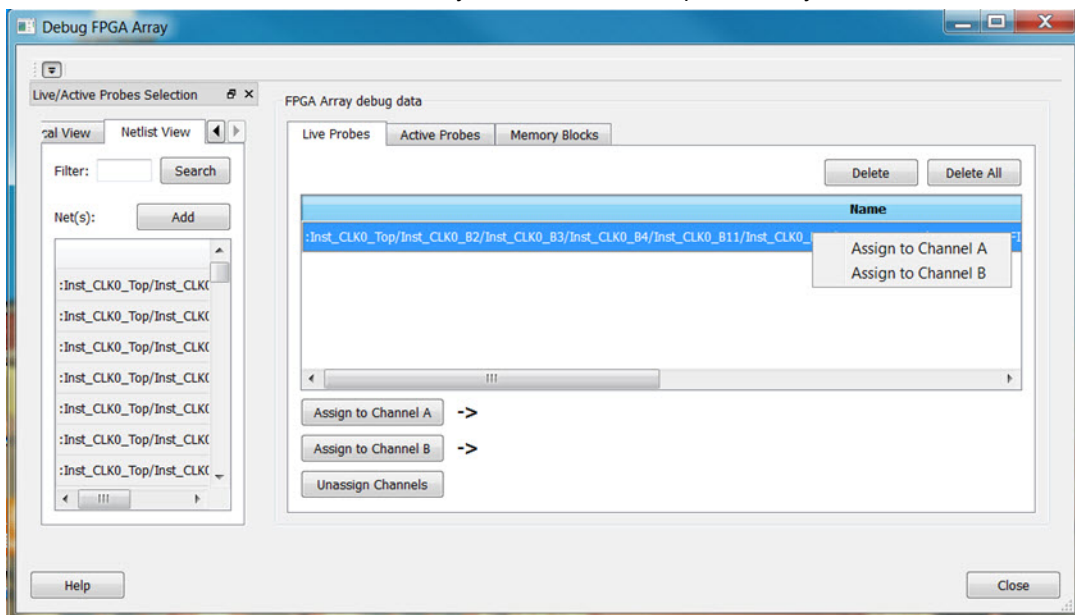 Debug FPGA Array
Live/Active Probes Selection
cal View Netlist View
Filter: Search
Net(s): Add
:Inst_CLK0_Top/Inst_CLK(
:Inst_CLK0_Top/Inst_CLK(
:Inst_CLK0_Top/Inst_CLK(
:Inst_CLK0_Top/Inst_CLK(
:Inst_CLK0_Top/Inst_CLK(
:Inst_CLK0_Top/Inst_CLK(
:Inst_CLK0_Top/Inst_CLK(
FPGA Array debug data
Live Probes Active Probes Memory Blocks
Delete Delete All
Name
:Inst_CLK0_Top/Inst_CLK0_B2/Inst_CLK0_B3/Inst_CLK0_B4/Inst_CLK0_B11/Inst_CLK0_
Assign to Channel A
Assign to Channel B
Assign to Channel A ->
Assign to Channel B ->
Unassign Channels
Help Close